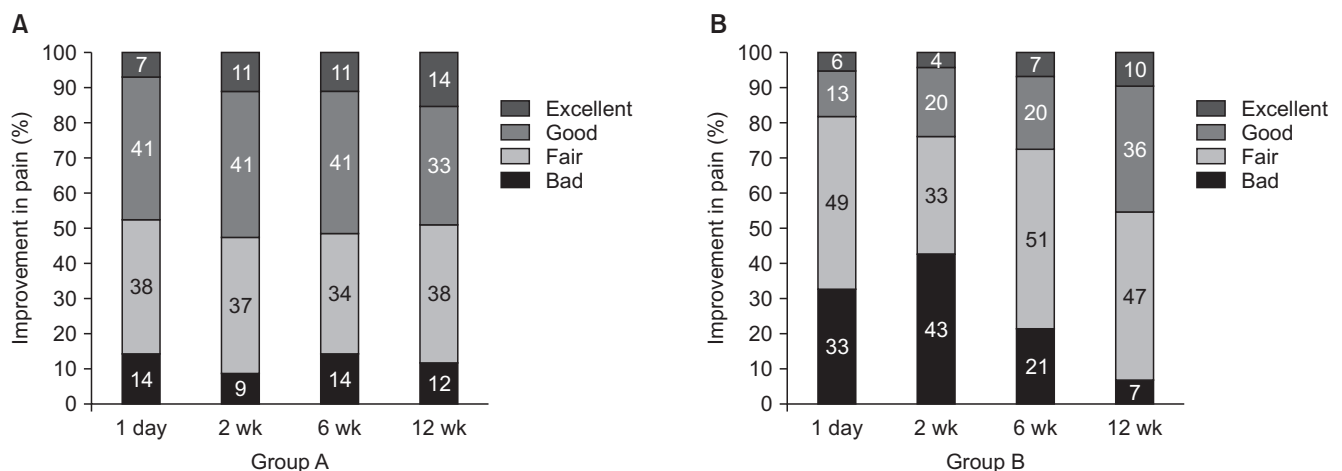 A
Improvement in pain (%)
100
90
80
70
60
50
40
30
20
10
0
7
41
38
14
11
41
37
9
11
41
34
14
14
33
38
12
1 day
2 wk
6 wk
12 wk
Group A
Excellent
Good
Fair
Bad
B
Improvement in pain (%)
100
90
80
70
60
50
40
30
20
10
0
6
13
49
33
4
20
33
43
7
20
51
21
10
36
47
7
1 day
2 wk
6 wk
12 wk
Group B
Excellent
Good
Fair
Bad